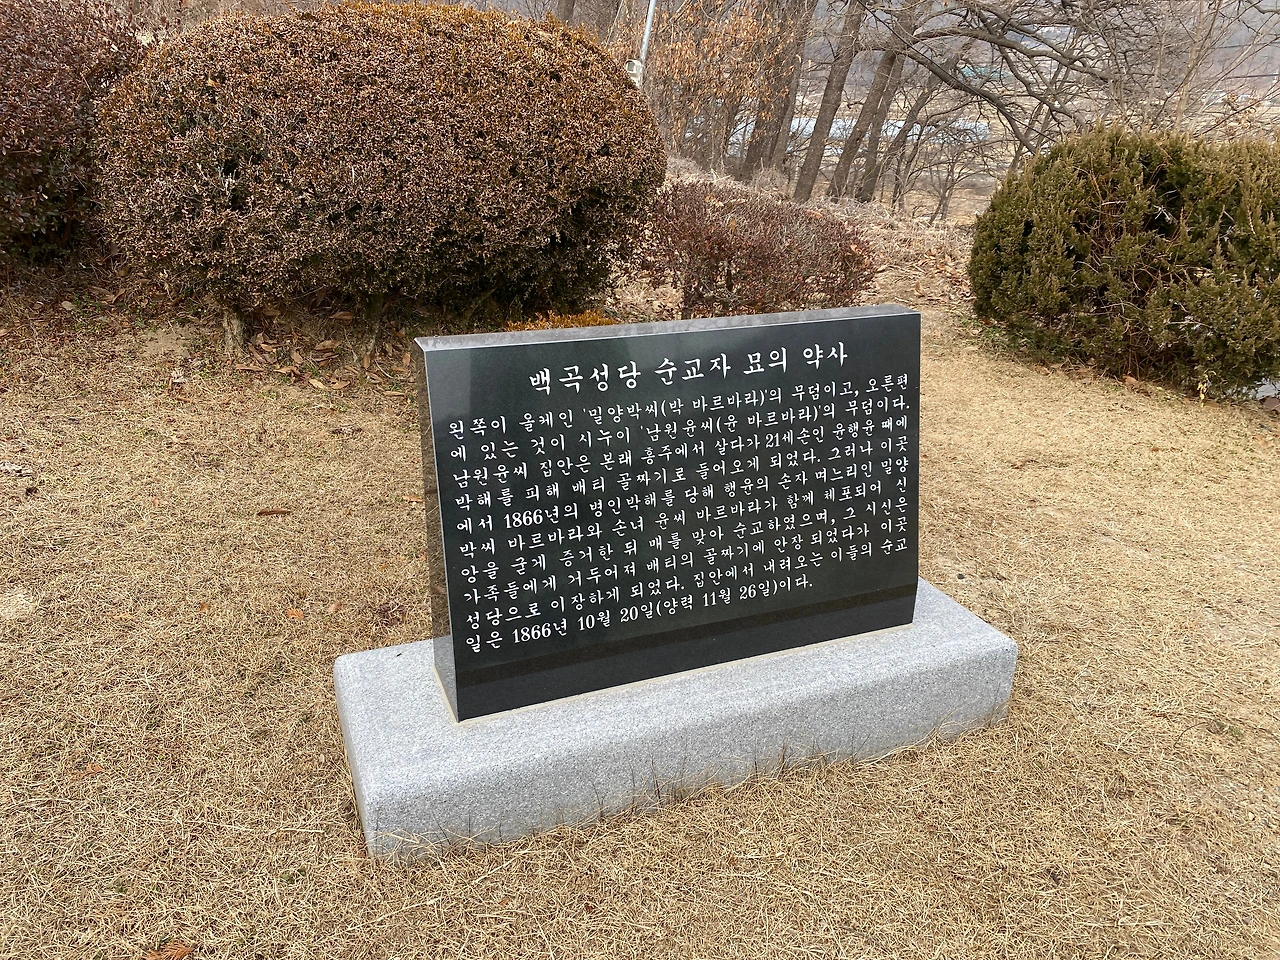 백곡성당 순교자 묘의 약사
왼쪽이 올케인 '밀양박씨(박 바르바라)'의 무덤이고, 오른편
에 있는 것이 시누이 '남원윤씨(윤 바르바라)'의 무덤이다.
남원윤씨 집안은 본래 홍주에서 살다가 21세손인 윤행윤 때에
박해를 피해 배티 골짜기로 들어오게 되었다. 그러나 이곳
에서 1866년의 병인박해를 당해 행윤의 손자 며느리인 밀양
박씨 바르바라와 손녀 윤씨 바르바라가 함께 체포되어 신
앙을 굳게 증거한 뒤 매를 맞아 순교하였으며, 그 시신은
가족들에게 거두어져 배티의 골짜기에 안장 되었다가 이곳
성당으로 이장하게 되었다. 집안에서 내려오는 이들의 순교
일은 1866년 10월 20일(양력 11월 26일)이다.